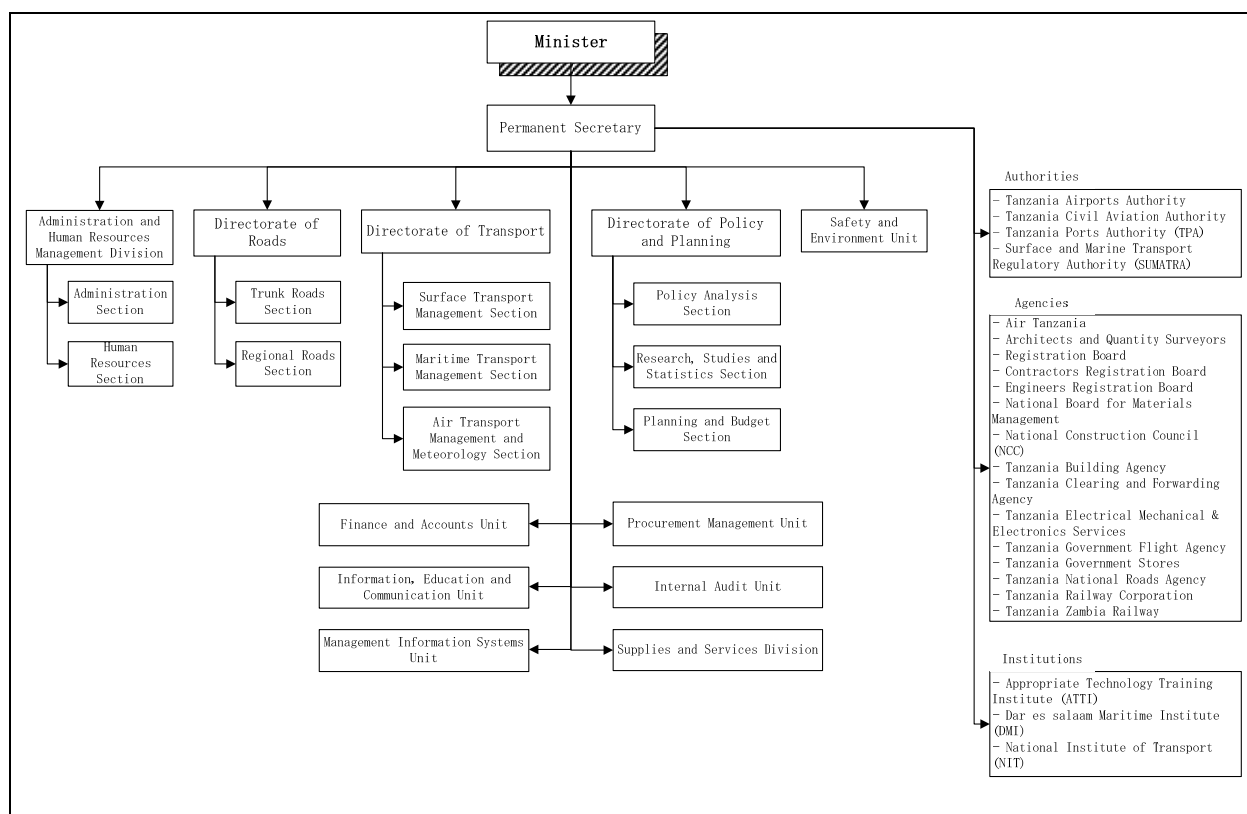 Minister
Permanent Secretary
Administration and
Human Resources
Management Division
Administration
Section
Human
Resources
Section
Directorate of
Roads
Trunk Roads
Section
Regional Roads
Section
Directorate of Transport
Surface Transport
Management Section
Maritime Transport
Management Section
Air Transport
Management and
Meteorology Section
Directorate of Policy
and Planning
Policy Analysis
Section
Research, Studies and
Statistics Section
Planning and Budget
Section
Safety and
Environment Unit
Finance and Accounts Unit
Procurement Management Unit
Information, Education and
Communication Unit
Internal Audit Unit
Management Information Systems
Unit
Supplies and Services Division
Authorities
- Tanzania Airports Authority
- Tanzania Civil Aviation Authority
- Tanzania Ports Authority (TPA)
- Surface and Marine Transport
Regulatory Authority (SUMATRA)
Agencies
- Air Tanzania
- Architects and Quantity Surveyors
- Registration Board
- Contractors Registration Board
- Engineers Registration Board
- National Board for Materials
Management
- National Construction Council
(NCC)
- Tanzania Building Agency
- Tanzania Clearing and Forwarding
Agency
- Tanzania Electrical Mechanical &
Electronics Services
- Tanzania Government Flight Agency
- Tanzania Government Stores
- Tanzania National Roads Agency
- Tanzania Railway Corporation
- Tanzania Zambia Railway
Institutions
- Appropriate Technology Training
Institute (ATTI)
- Dar es salaam Maritime Institute
(DMI)
- National Institute of Transport
(NIT)